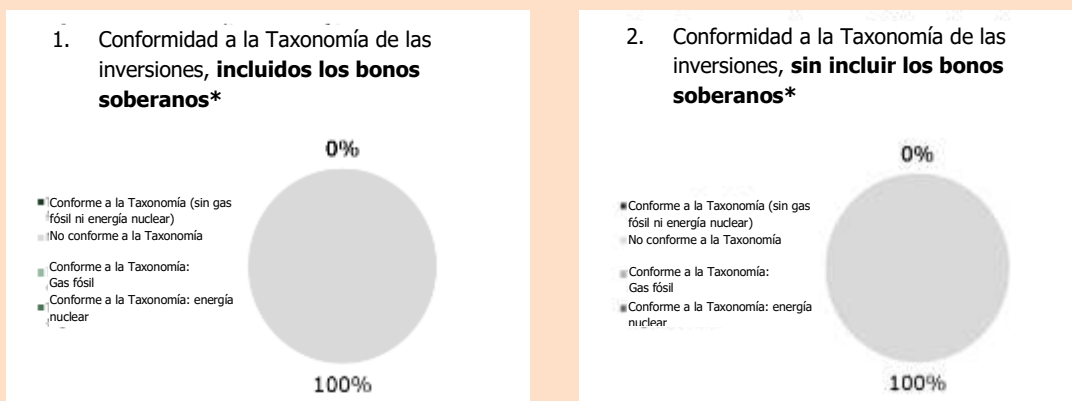 1. Conformidad a la Taxonomía de las
inversiones, incluidos los bonos
soberanos*
0%
Conforme a la Taxonomía (sin gas
fósil ni energía nuclear)
No conforme a la Taxonomía
Conforme a la Taxonomía:
Gas fósil
Conforme a la Taxonomía: energía
nuclear
100%
2. Conformidad a la Taxonomía de las
inversiones, sin incluir los bonos
soberanos*
0%
Conforme a la Taxonomía (sin gas
fósil ni energía nuclear)
No conforme a la Taxonomía
Conforme a la Taxonomía:
Gas fósil
Conforme a la Taxonomía: energía
nuclear
100%